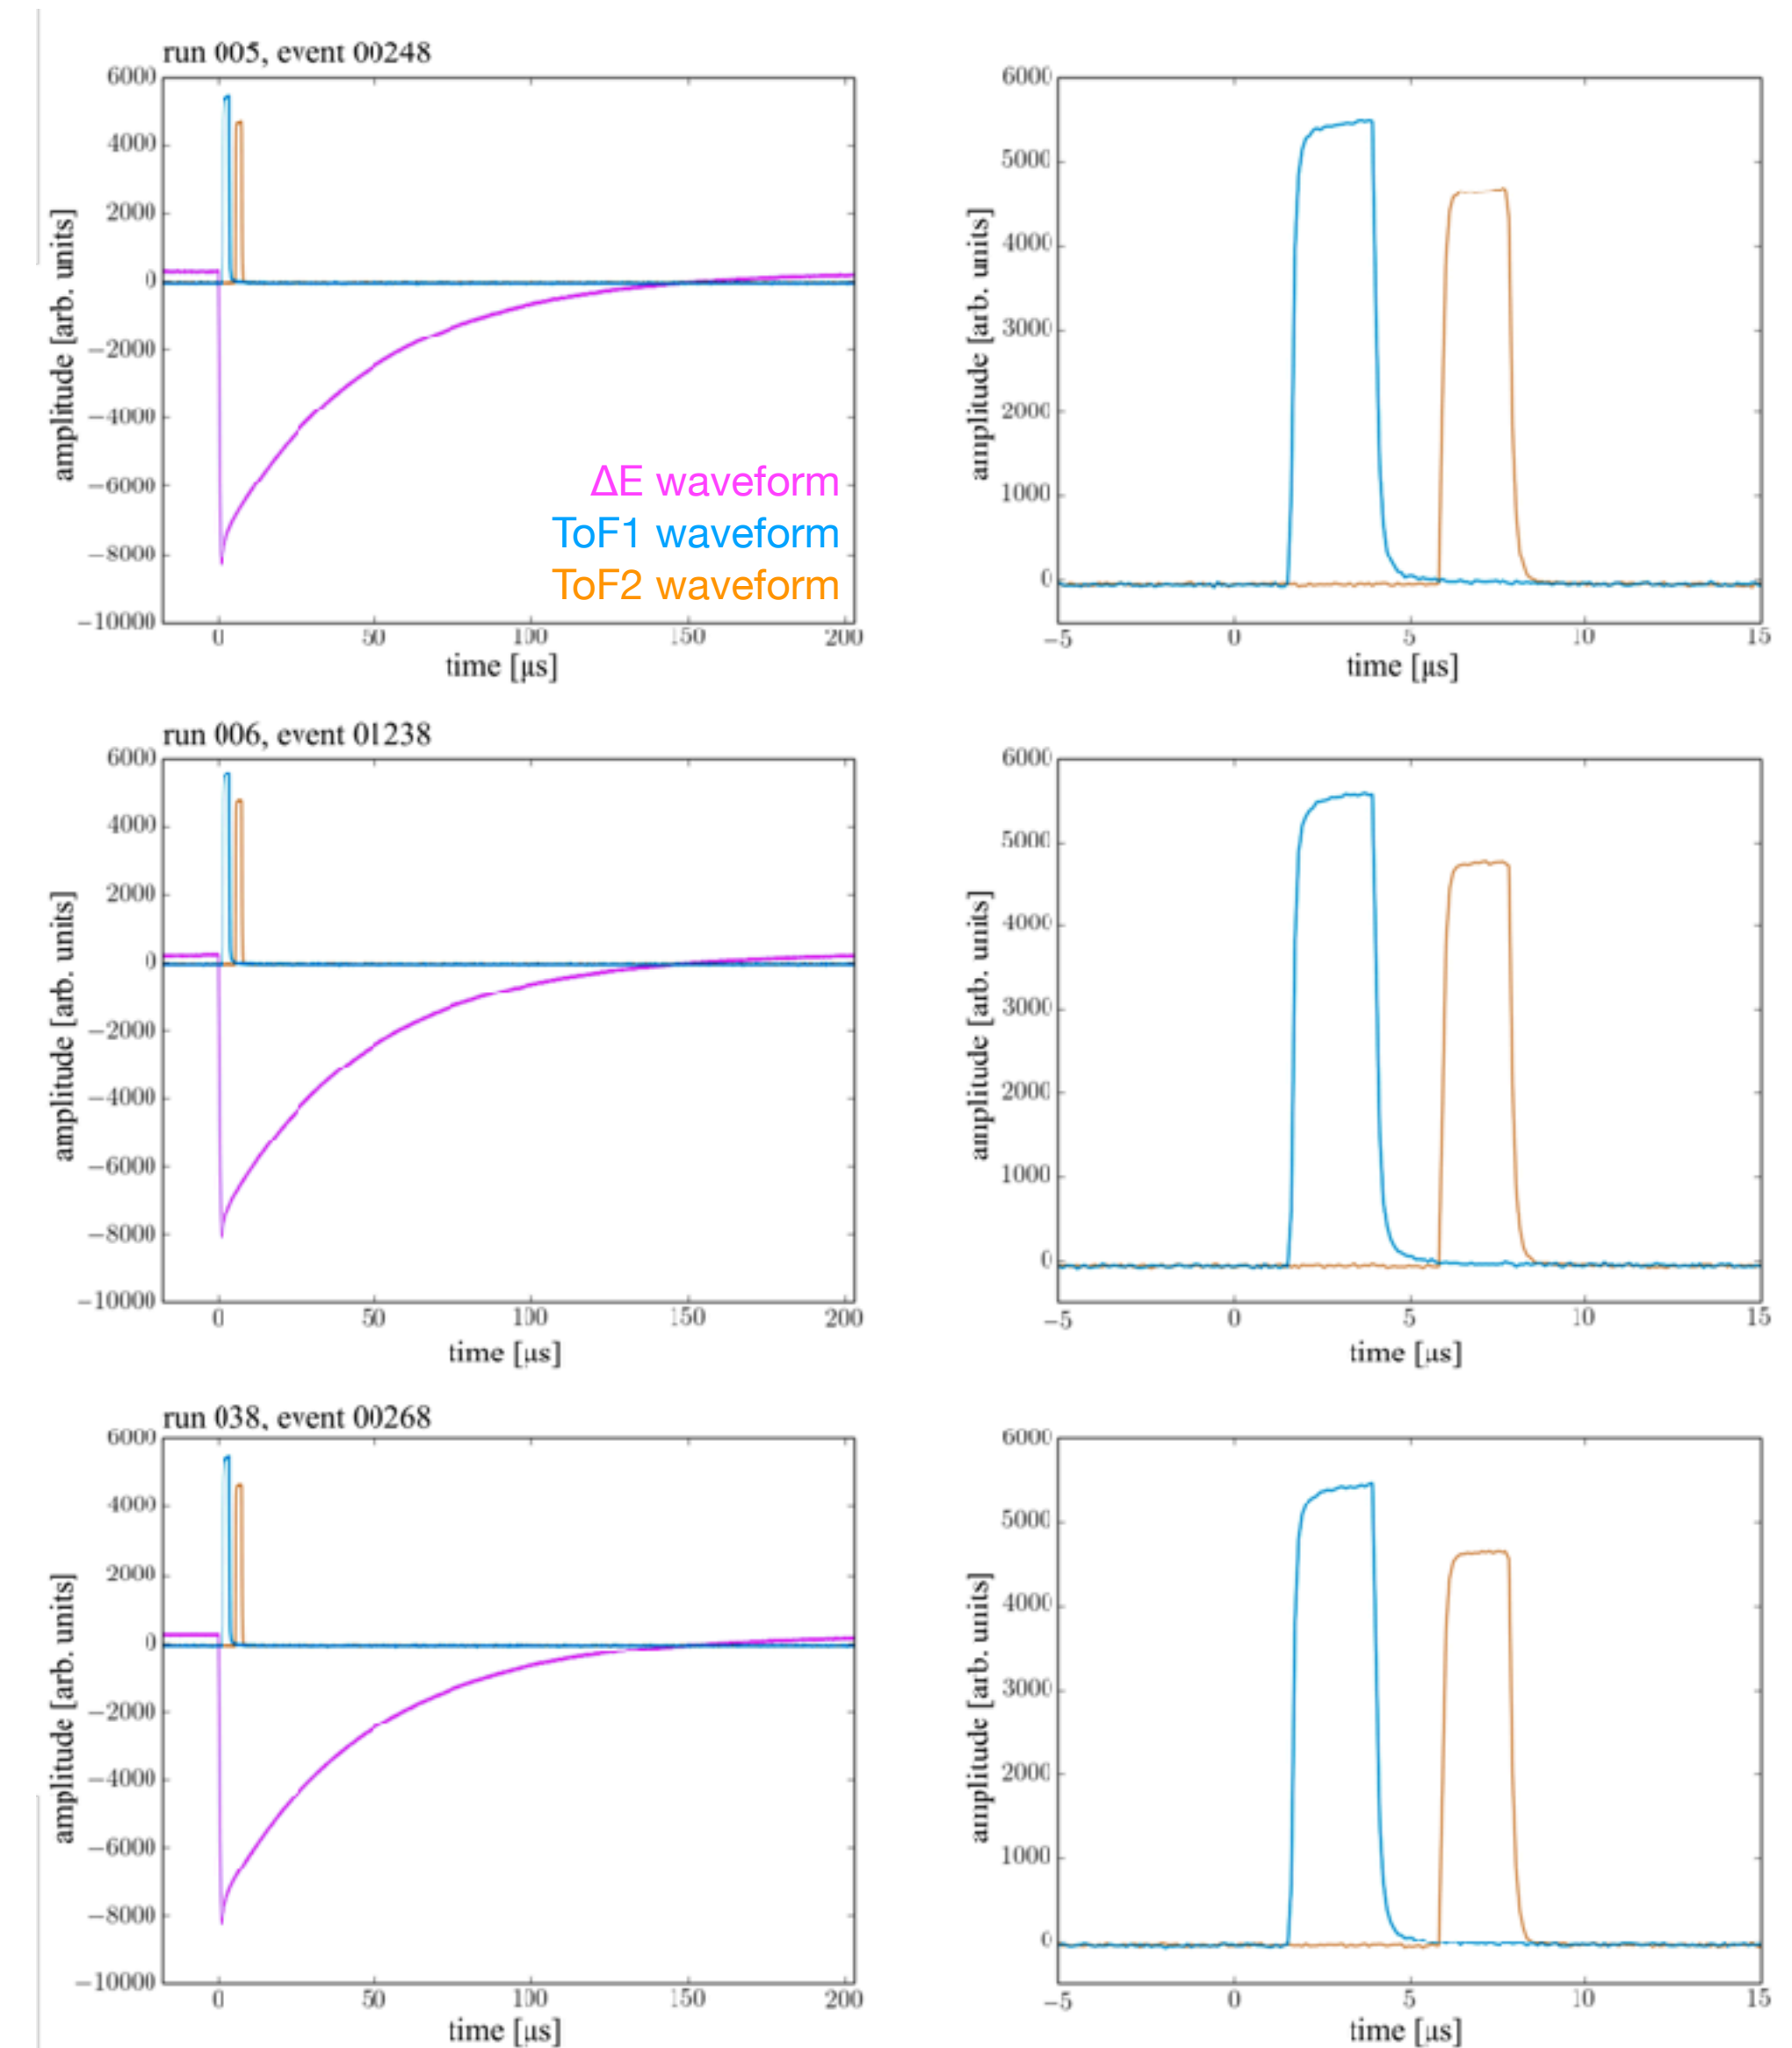 run 005, event 00248
6000
4000
2000
0
−2000
−4000
−6000
−8000
−10000
amplitude [arb. units]
ΔE waveform
ToF1 waveform
ToF2 waveform
0 50 100 150 200
time [μs]
6000
5000
4000
3000
2000
1000
0
amplitude [arb. units]
−5 0 5 10 15
time [μs]
run 006, event 01238
6000
4000
2000
0
−2000
−4000
−6000
−8000
−10000
amplitude [arb. units]
0 50 100 150 200
time [μs]
6000
5000
4000
3000
2000
1000
0
amplitude [arb. units]
−5 0 5 10 15
time [μs]
run 038, event 00268
6000
4000
2000
0
−2000
−4000
−6000
−8000
−10000
amplitude [arb. units]
0 50 100 150 200
time [μs]
6000
5000
4000
3000
2000
1000
0
amplitude [arb. units]
−5 0 5 10 15
time [μs]